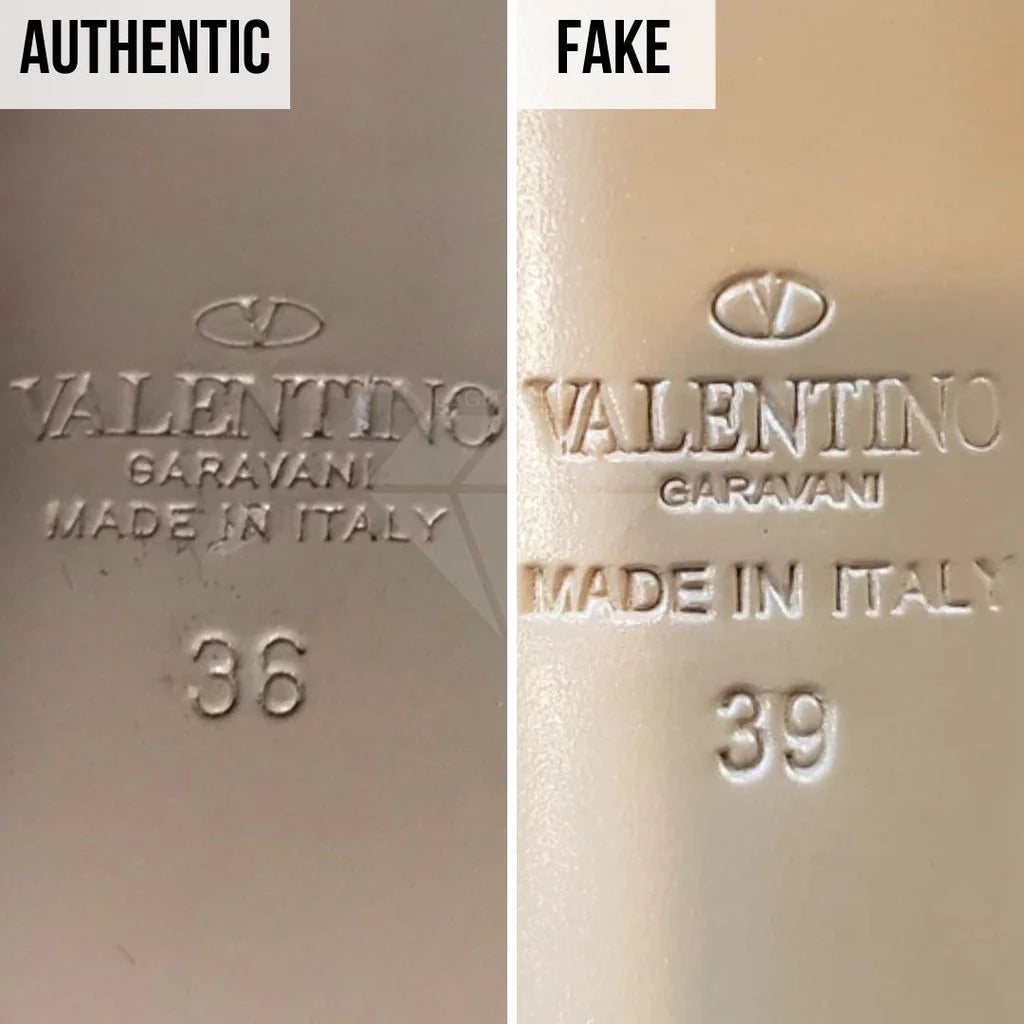 AUTHENTIC
V
VALENTINO
GARAVANI
MADE IN ITALY
36
FAKE
V
VALENTINO
GARAVANI
MADE IN ITALY
39